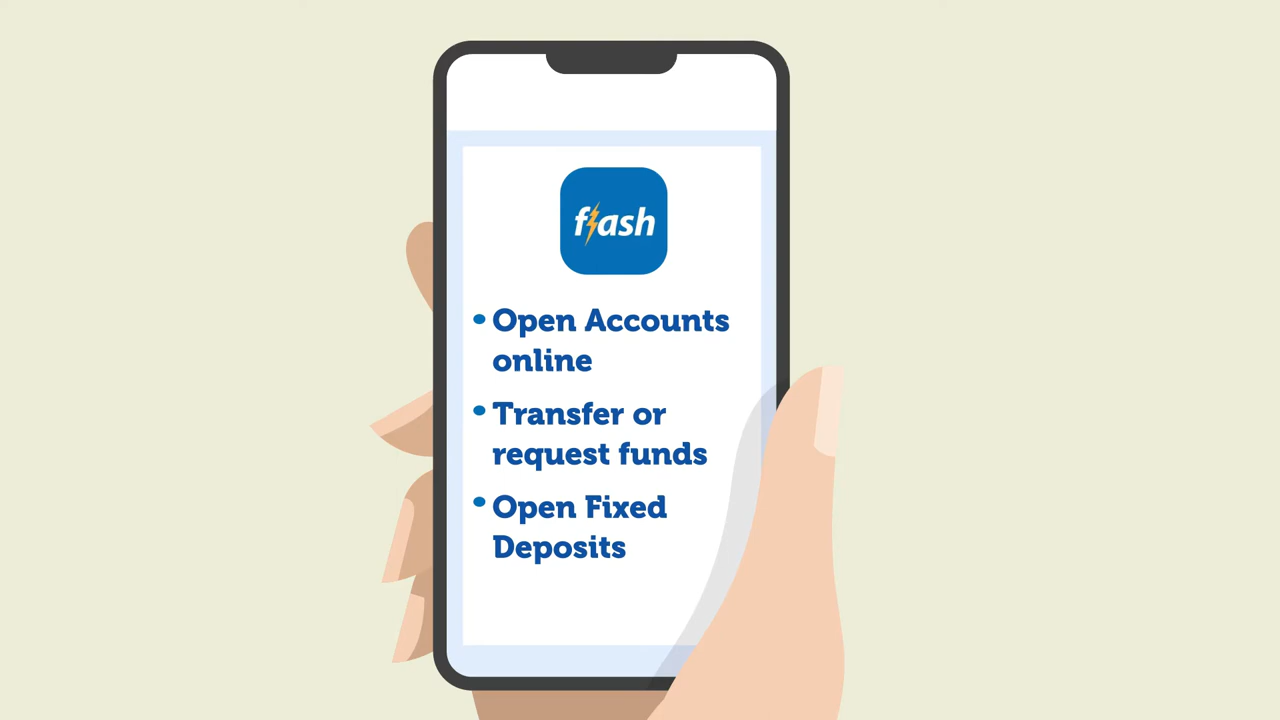 flash
• Open Accounts
online
• Transfer or
request funds
• Open Fixed
Deposits